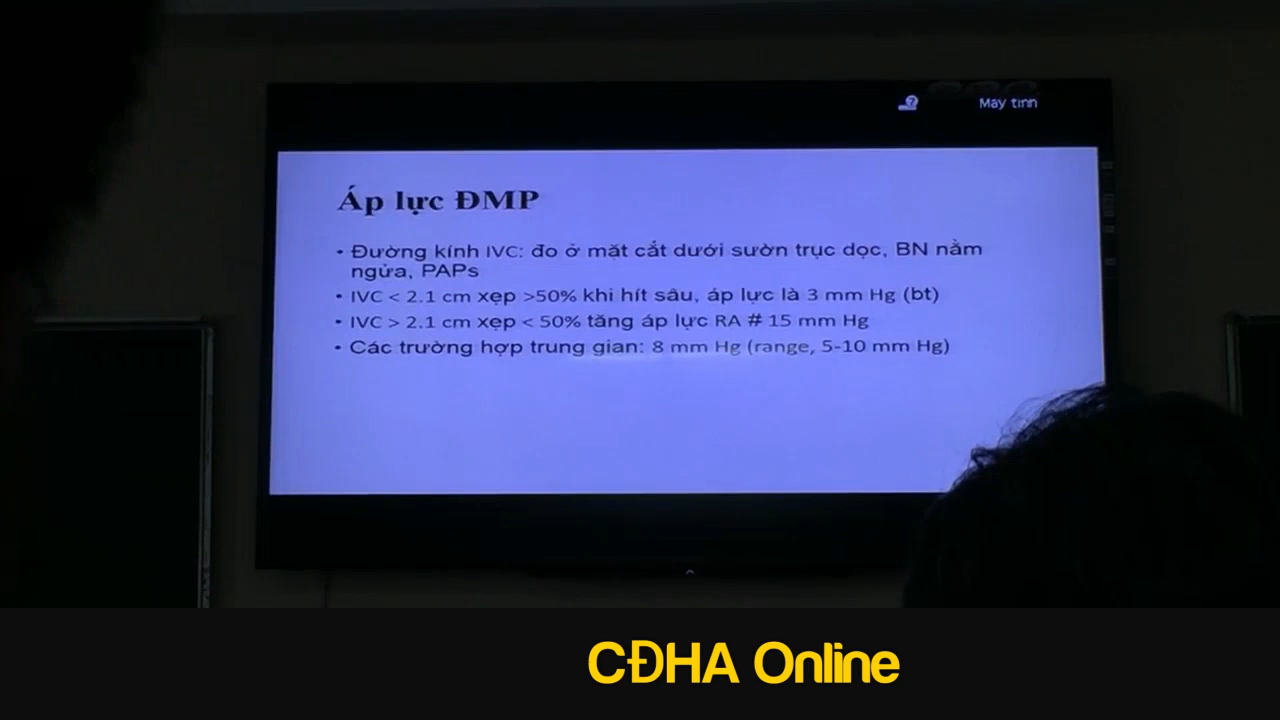 Máy tính
Áp lực ĐMP
• Đường kính IVC: đo ở mặt cắt dưới sườn trục dọc, BN nằm
ngửa, PAPs
• IVC < 2.1 cm xẹp >50% khi hít sâu, áp lực là 3 mm Hg (bt)
• IVC > 2.1 cm xẹp < 50% tăng áp lực RA # 15 mm Hg
• Các trường hợp trung gian: 8 mm Hg (range, 5-10 mm Hg)
CĐHA Online